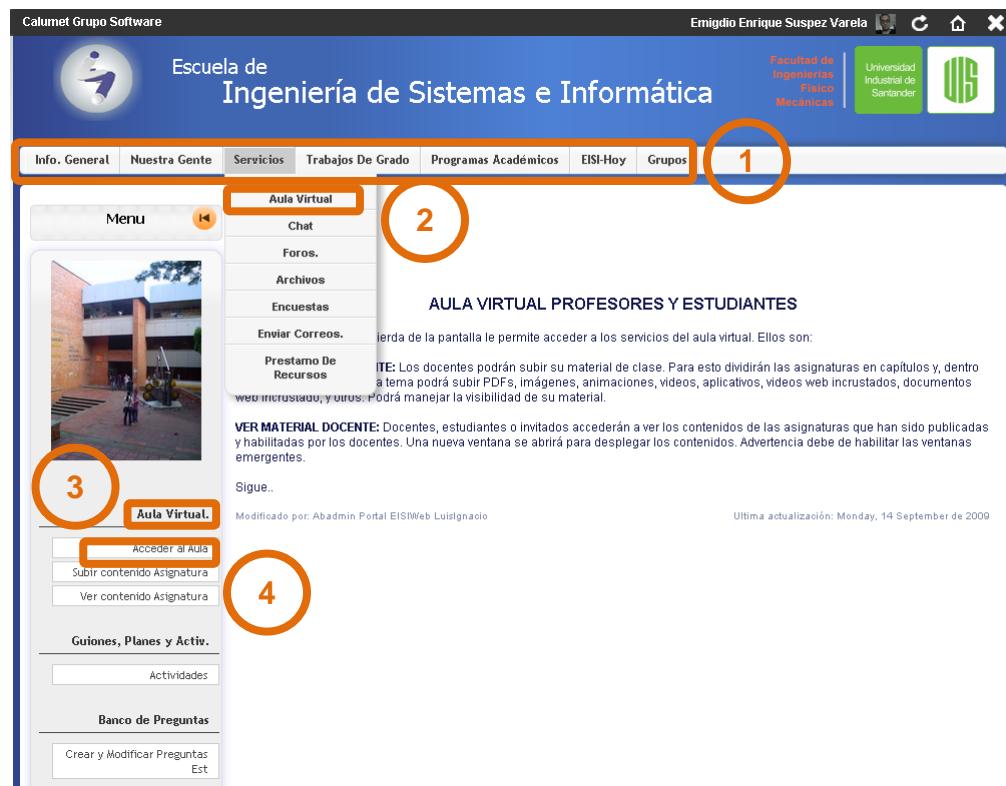 Calumet Grupo Software
Emigdio Enrique Suspez Varela
Escuela de
Ingeniería de Sistemas e Informática
Facultad de
Ingenierías
Físico
Mecánicas
Universidad
Industrial de
Santander
UIS
Info. General Nuestra Gente Servicios Trabajos De Grado Programas Académicos EISI-Hoy Grupos
1
Menu
Aula Virtual
2
Chat
Foros.
Archivos
Encuestas
Enviar Correos.
Prestamo De
Recursos
AULA VIRTUAL PROFESORES Y ESTUDIANTES
ierda de la pantalla le permite acceder a los servicios del aula virtual. Ellos son:
TE: Los docentes podrán subir su material de clase. Para esto dividirán las asignaturas en capítulos y, dentro
a tema podrá subir PDFs, imágenes, animaciones, videos, aplicativos, videos web incrustados, documentos
web incrustado, y otros. Podrá manejar la visibilidad de su material.
VER MATERIAL DOCENTE: Docentes, estudiantes o invitados accederán a ver los contenidos de las asignaturas que han sido publicadas
y habilitadas por los docentes. Una nueva ventana se abrirá para desplegar los contenidos. Advertencia debe de habilitar las ventanas
emergentes.
Sigue..
Modificado por: Abadmin Portal EISIWeb LuisIgnacio
Ultima actualización: Monday, 14 September de 2009
3
Aula Virtual.
Acceder al Aula
Subir contenido Asignatura
Ver contenido Asignatura
4
Guiones, Planes y Activ.
Actividades
Banco de Preguntas
Crear y Modificar Preguntas
Est